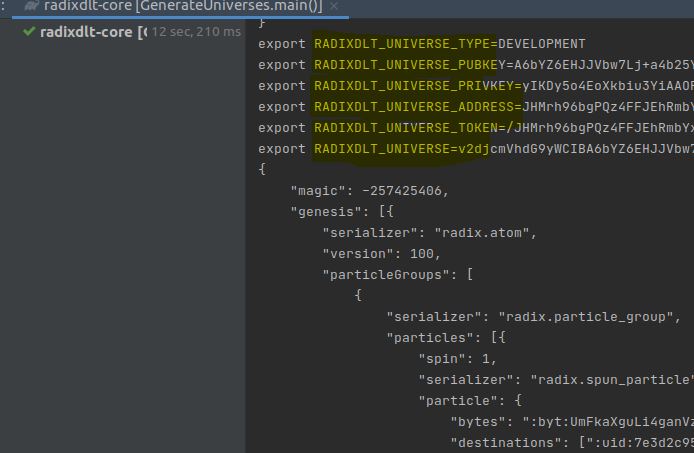 radixdlt-core [GenerateUniverses.main()] ×
radixdlt-core [ 12 sec, 210 ms
}
export RADIXDLT_UNIVERSE_TYPE=DEVELOPMENT
export RADIXDLT_UNIVERSE_PUBKEY=A6bYZ6EHJJVbw7Lj+a4b25Y
export RADIXDLT_UNIVERSE_PRIVKEY=yIKDy5o4EoXkbiu3YiAAOF
export RADIXDLT_UNIVERSE_ADDRESS=JHMrh96bgPQz4FFJEhRmbY
export RADIXDLT_UNIVERSE_TOKEN=/JHMrh96bgPQz4FFJEhRmbYx
export RADIXDLT_UNIVERSE=v2djcmVhdG9yWCIBA6bYZ6EHJJVbw7
{
"magic": -257425406,
"genesis": [{
"serializer": "radix.atom",
"version": 100,
"particleGroups": [
{
"serializer": "radix.particle_group",
"particles": [{
"spin": 1,
"serializer": "radix.spun_particle"
"particle": {
"bytes": ":byt:UmFkaXguLi4ganVz
"destinations": [":uid:7e3d2c95